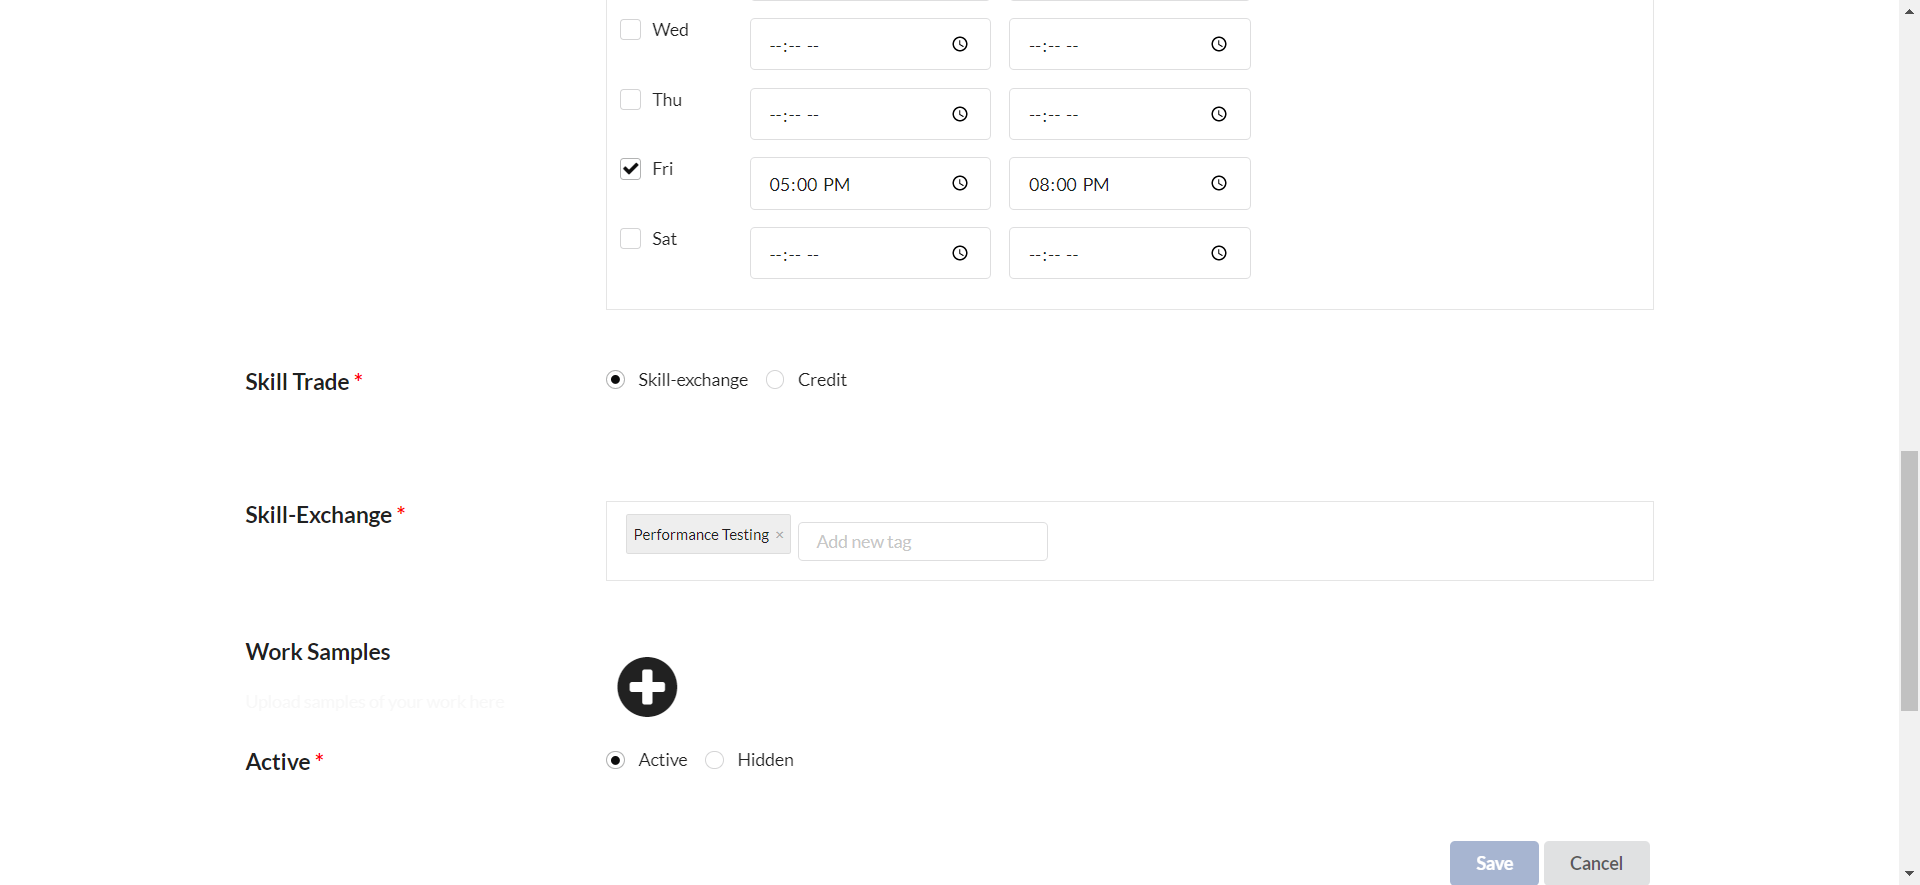 Wed --:-- -- --:-- --
Thu --:-- -- --:-- --
Fri 05:00 PM 08:00 PM
Sat --:-- -- --:-- --
Skill Trade * Skill-exchange Credit
Skill-Exchange * Performance Testing × Add new tag
Work Samples
Upload samples of your work here
Active * Active Hidden
Save Cancel